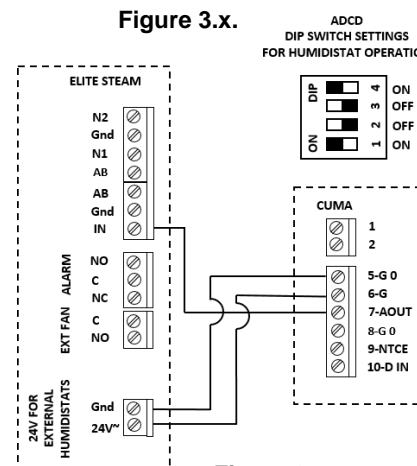 Figure 3.x.
ADCD
DIP SWITCH SETTINGS
FOR HUMIDISTAT OPERATIO
DIP
ON
4 ON
3 OFF
2 OFF
1 ON
ELITE STEAM
N2
Gnd
N1
AB
AB
Gnd
IN
ALARM
NO
C
NC
EXT FAN
C
NO
24V FOR
EXTERNAL
HUMIDISTATS
Gnd
24V~
CUMA
1
2
5-G 0
6-G
7-AOUT
8-G 0
9-NTCE
10-D IN